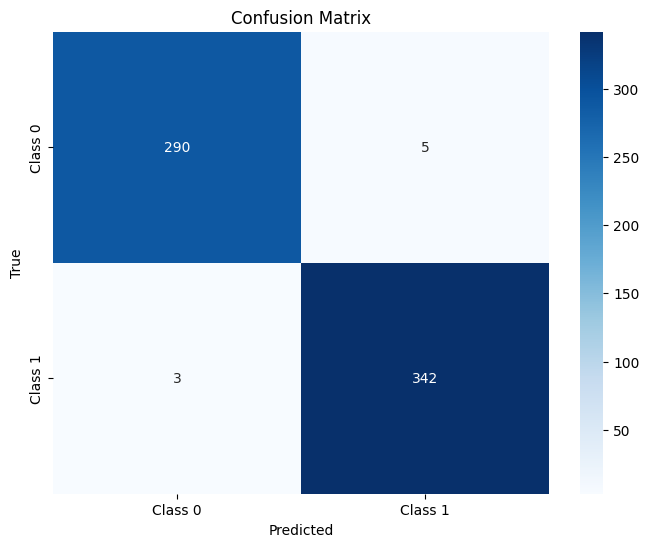 Confusion Matrix
Class 0
290
5
Class 1
3
342
True
Class 0
Class 1
Predicted
300
250
200
150
100
50